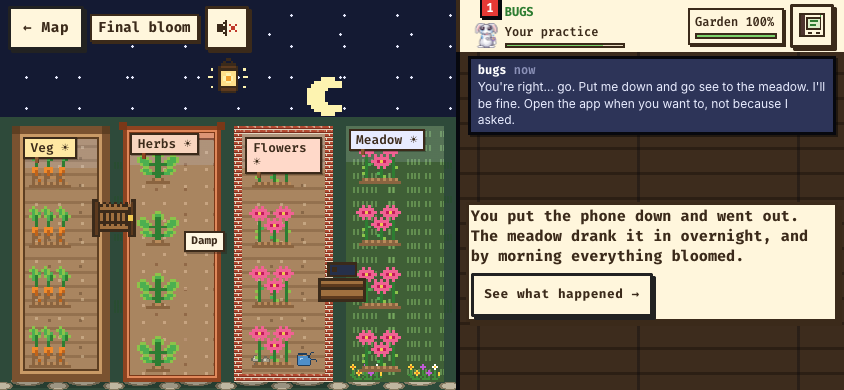 ← Map
Final bloom
Veg ☀
Herbs ☀
Flowers
☀
Meadow ☀
Damp
1
BUGS
Your practice
Garden 100%
bugs now
You're right... go. Put me down and go see to the meadow. I'll
be fine. Open the app when you want to, not because I
asked.
You put the phone down and went out.
The meadow drank it in overnight, and
by morning everything bloomed.
See what happened →